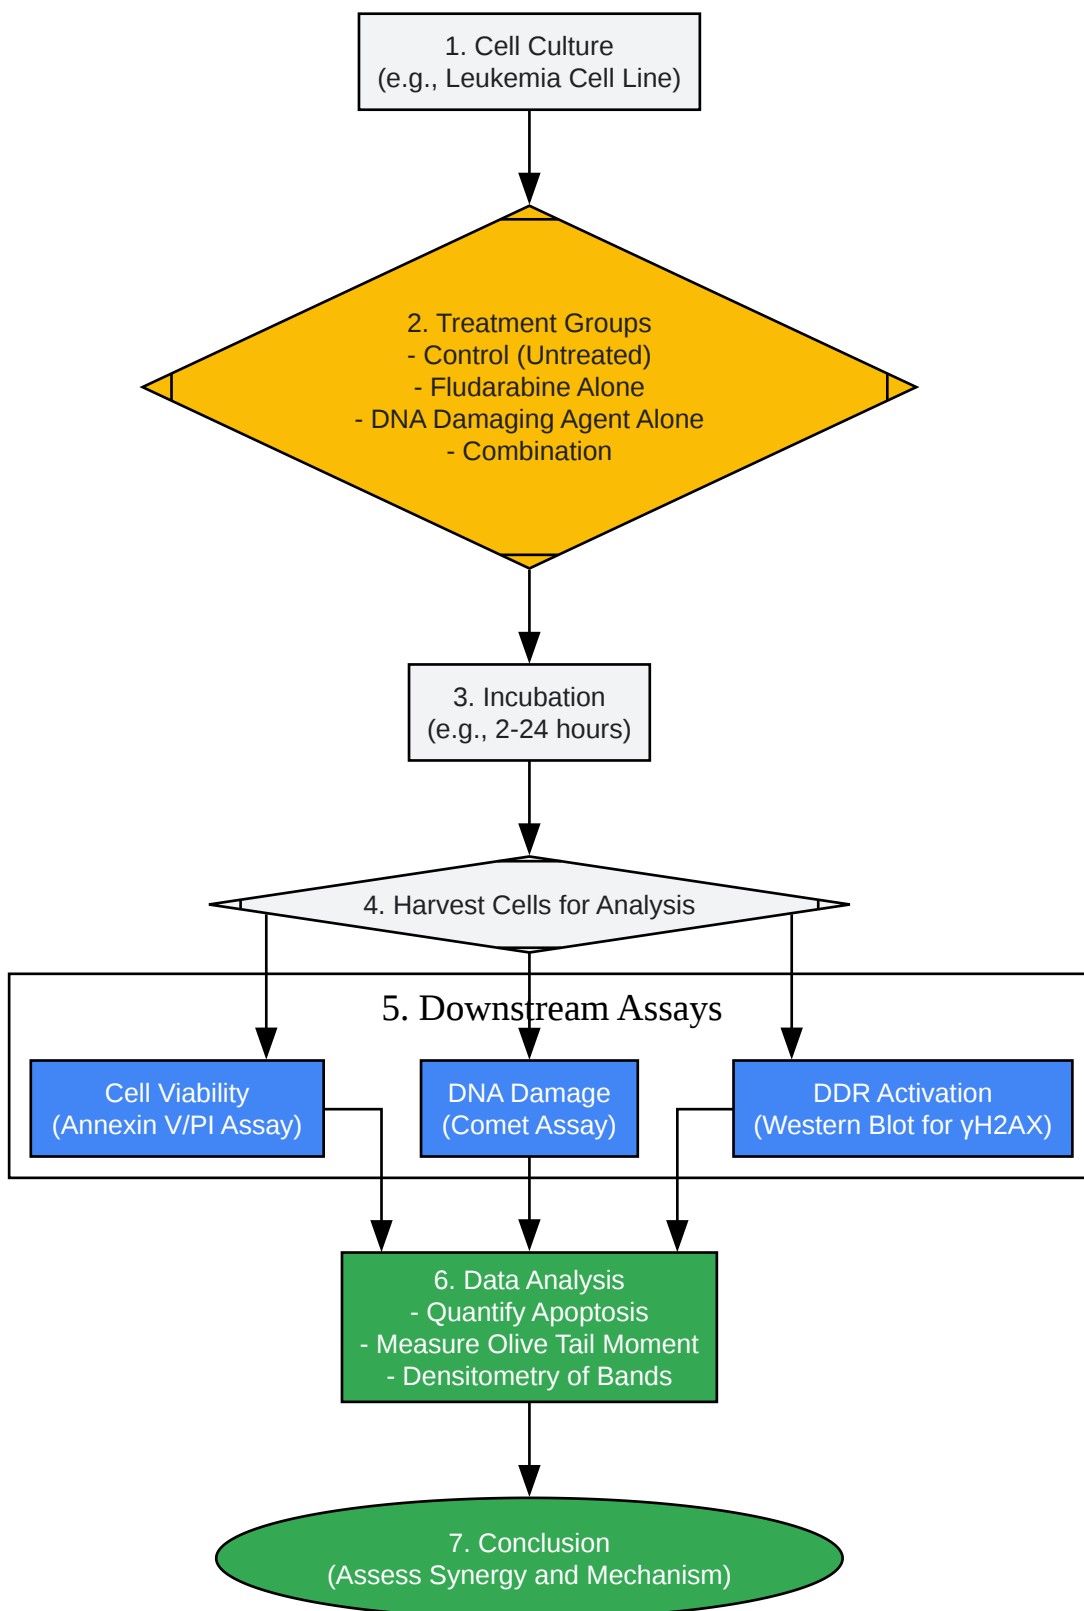 1. Cell Culture
(e.g., Leukemia Cell Line)
2. Treatment Groups
- Control (Untreated)
- Fludarabine Alone
- DNA Damaging Agent Alone
- Combination
3. Incubation
(e.g., 2-24 hours)
4. Harvest Cells for Analysis
5. Downstream Assays
Cell Viability
(Annexin V/PI Assay)
DNA Damage
(Comet Assay)
DDR Activation
(Western Blot for γH2AX)
6. Data Analysis
- Quantify Apoptosis
- Measure Olive Tail Moment
- Densitometry of Bands
7. Conclusion
(Assess Synergy and Mechanism)